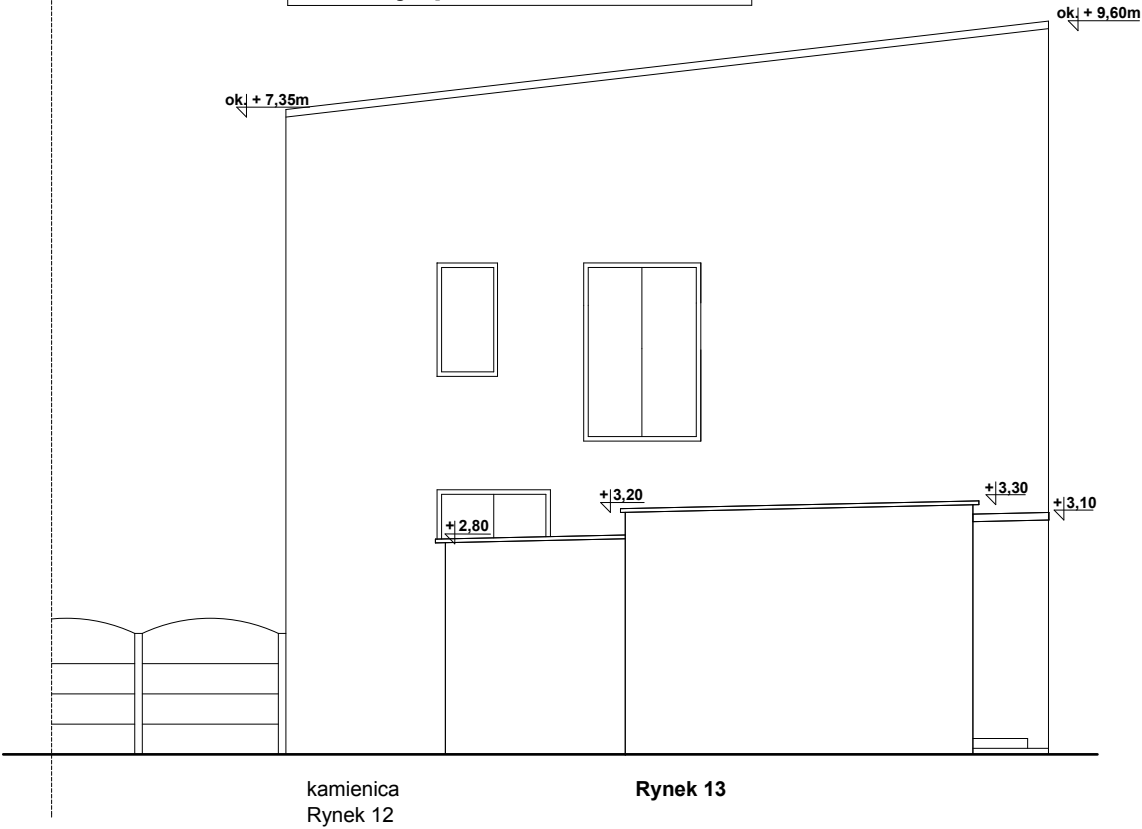 ok. + 9,60m
ok. + 7,35m
+ 3,20
+ 3,30
+ 3,10
+ 2,80
kamienica
Rynek 12
Rynek 13